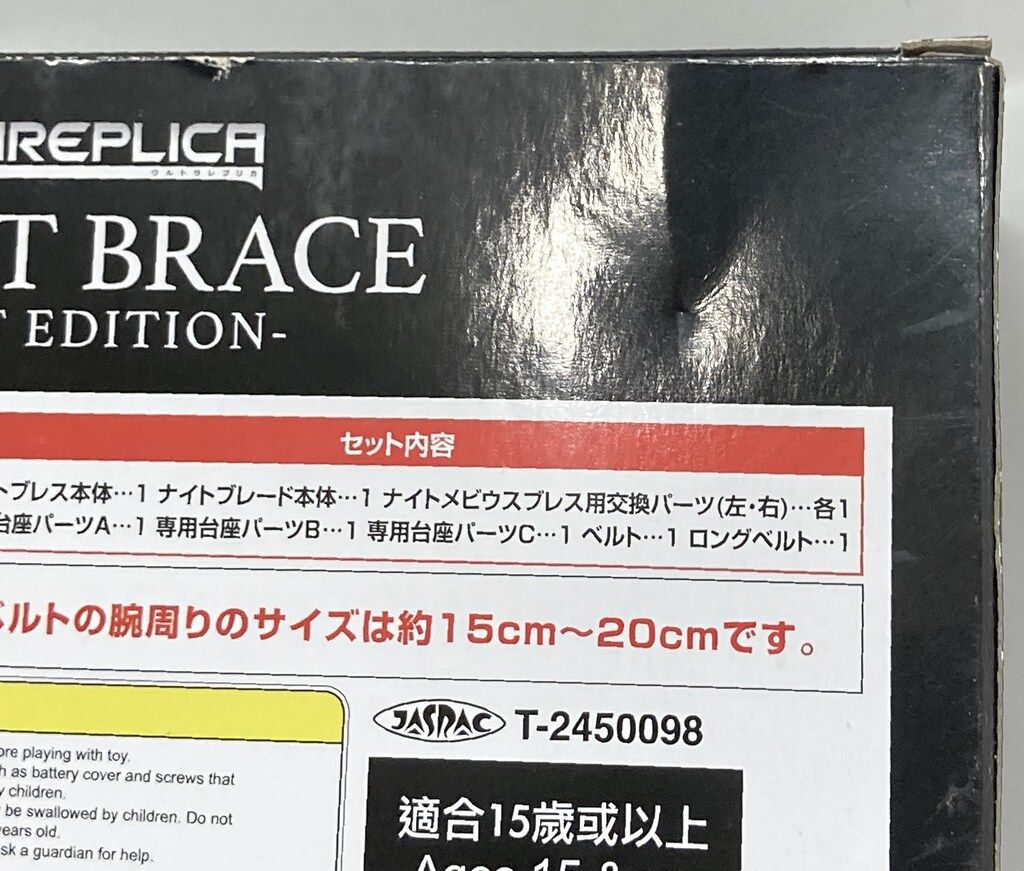 REPLICA
ウルトラレプリカ
T BRACE
EDITION-
セット内容
トブレス本体…1 ナイトブレード本体…1 ナイトメビウスブレス用交換パーツ(左・右)…各1
台座パーツA…1 専用台座パーツB…1 専用台座パーツC…1 ベルト…1 ロングベルト…1
ベルトの腕周りのサイズは約15cm～20cmです。
JASPAC T-2450098
ore playing with toy.
h as battery cover and screws that
y children.
be swallowed by children. Do not
ears old.
sk a guardian for help.
適合15歲或以上
Ages 15 &